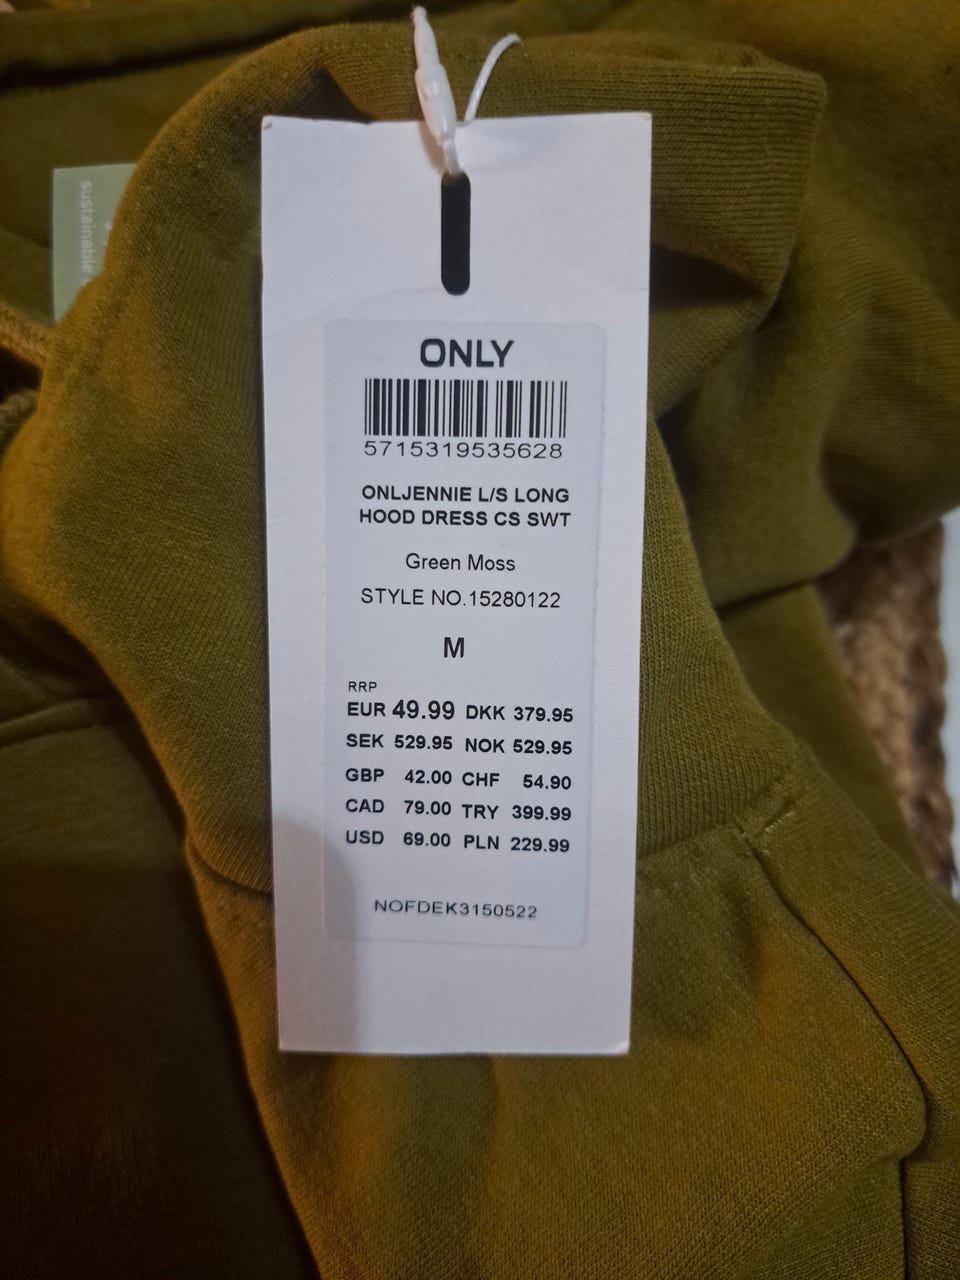 sustainable
ONLY
5715319535628
ONLJENNIE L/S LONG
HOOD DRESS CS SWT
Green Moss
STYLE NO.15280122
M
RRP
EUR 49.99 DKK 379.95
SEK 529.95 NOK 529.95
GBP 42.00 CHF 54.90
CAD 79.00 TRY 399.99
USD 69.00 PLN 229.99
NOFDEK3150522